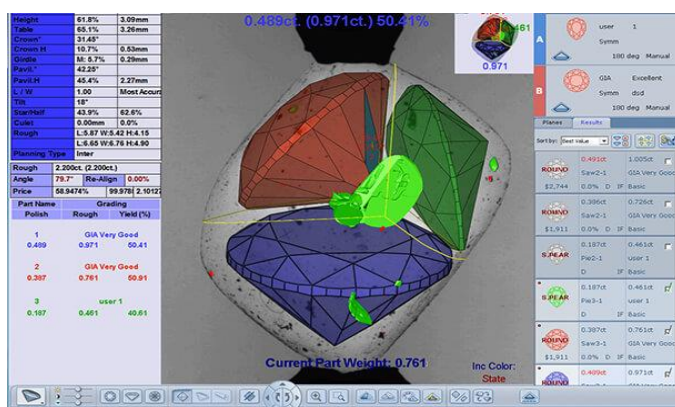 Height 61.8% 3.09mm
Table 65.1% 3.26mm
Crown° 31.45°
Crown H 10.7% 0.53mm
Girdle M: 5.7% 0.29mm
Pavil.° 42.25°
Pavil.H 45.4% 2.27mm
L / W 1.00 Most Accura
Tilt 18°
Star/Half 43.9% 62.6%
Culet 0.00mm 0.0%
Rough L:5.87 W:5.42 H:4.15
L:6.65 W:6.76 H:4.90
Planning Type Inter
Rough 2.200ct. (2.200ct.)
Angle 79.7° Re-Align 0.00%
Price 58.9474% 99.978( 2.1012
Part Name Grading
Polish Rough Yield (%)
1 GIA Very Good
0.489 0.971 50.41
2 GIA Very Good
0.387 0.761 50.91
3 user 1
0.187 0.461 40.61
0.489ct. (0.971ct.) 50.41%
.461
0.971
Current Part Weight: 0.761
Inc Color:
State
A user 1
Symm
180 deg Manual
B GIA Excellent
Symm dsd
180 deg Manual
Planes Results
Sort by: Best Value
0.491ct 1.005ct
ROUND Saw2-1 GIA Very Good
$2,744 0.0% D IF Basic
0.386ct 0.726ct
ROUND Saw2-1 GIA Very Good
$1,911 0.0% D IF Basic
0.187ct 0.461ct
S.PEAR Pie2-1 user 1
D IF Basic
0.187ct 0.461ct
S.PEAR Pie3-1 user 1
D IF Basic
0.387ct 0.761ct
ROUND Saw3-1 GIA Very Good
$1,911 0.0% D IF Basic
0.489ct 0.971ct
ROUND